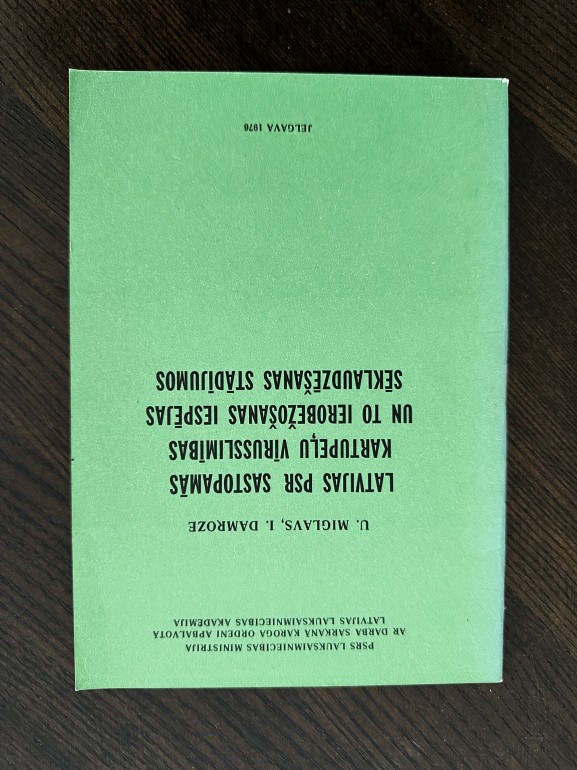 PSRS LAUKSAIMNIECĪBAS MINISTRIJA
AR DARBA SARKANĀ KAROGA ORDENI APBALVOTĀ
LATVIJAS LAUKSAIMNIECĪBAS AKADĒMIJA
U. MIGLAVS, I. DAMROZE
LATVIJAS PSR SASTOPAMĀS
KARTUPEĻU VĪRUSSLIMĪBAS
UN TO IEROBEŽOŠANAS IESPĒJAS
SĒKLAUDZĒŠANAS STĀDĪJUMOS
JELGAVA 1976